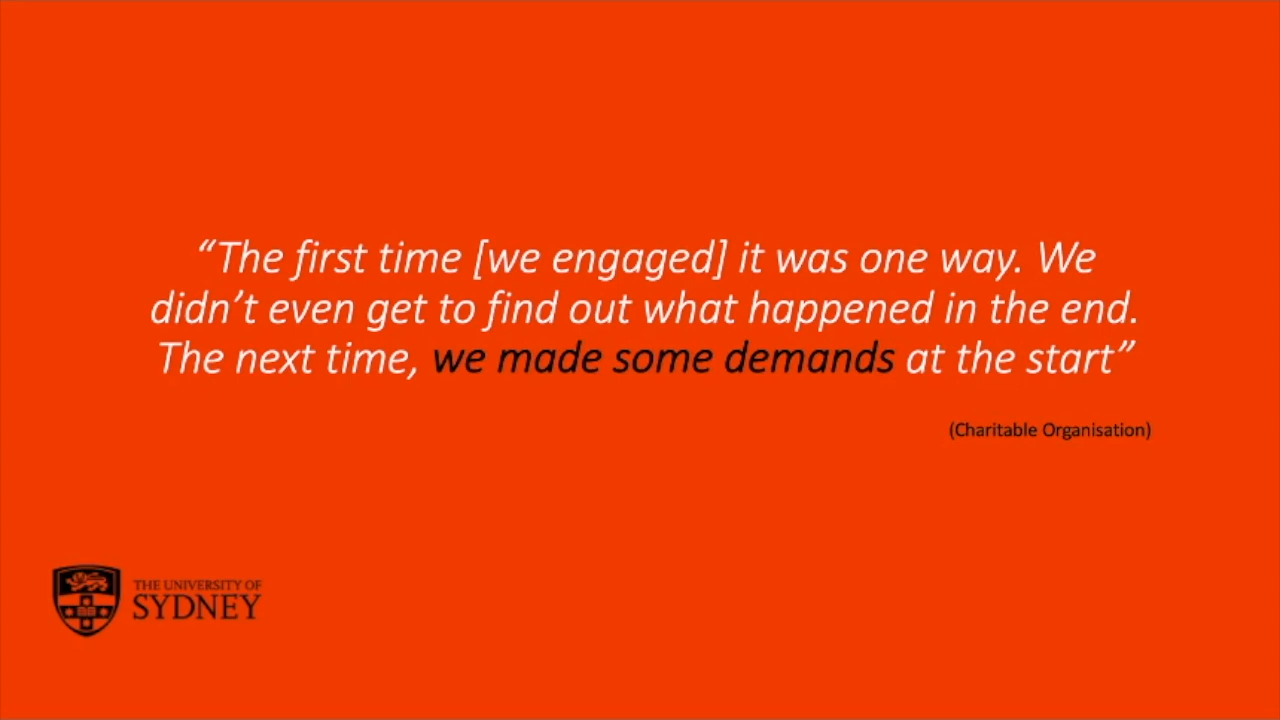 “The first time [we engaged] it was one way. We
didn’t even get to find out what happened in the end.
The next time, we made some demands at the start”
(Charitable Organisation)
THE UNIVERSITY OF
SYDNEY